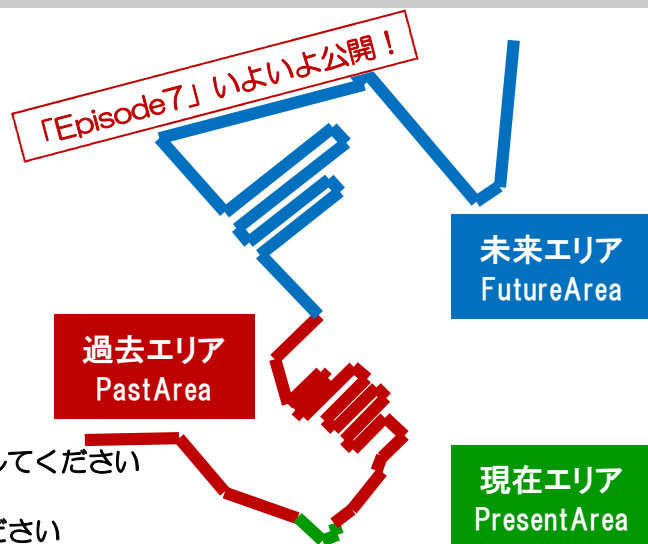 「Episode7」いよいよ公開！
未来エリア
FutureArea
過去エリア
PastArea
てください
現在エリア
PresentArea
ださい